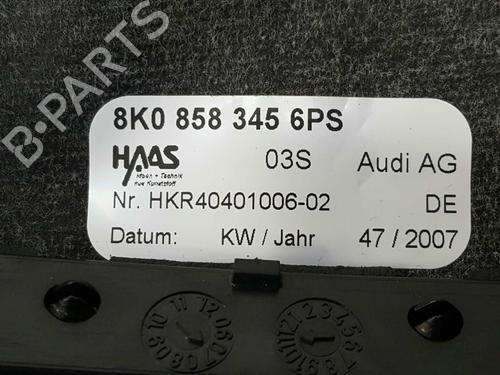 B-PARTS
8K0 858 345 6PS
HAAS 03S Audi AG
Nr. HKR40401006-02 DE
Datum: KW / Jahr 47 / 2007